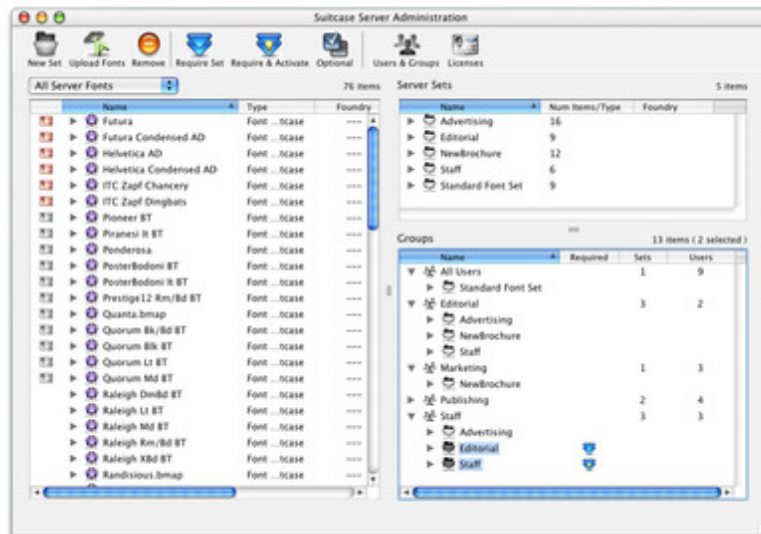 Suitcase Server Administration
New Set Upload Fonts Remove Require Set Require & Activate Optional Users & Groups Licenses
All Server Fonts 76 items
Name Type Foundry
Futura Font ...tcase ---
Futura Condensed AD Font ...tcase ---
Helvetica AD Font ...tcase ---
Helvetica Condensed AD Font ...tcase ---
ITC Zapf Chancery Font ...tcase ---
ITC Zapf Dingbats Font ...tcase ---
Pioneer BT Font ...tcase ---
Piranesi It BT Font ...tcase ---
Ponderosa Font ...tcase ---
PosterBodoni BT Font ...tcase ---
PosterBodoni It BT Font ...tcase ---
Prestige12 Rm/Bd BT Font ...tcase ---
Quanta.bmap Font ...tcase ---
Quorum Bk/Bd BT Font ...tcase ---
Quorum Blk BT Font ...tcase ---
Quorum Lt BT Font ...tcase ---
Quorum Md BT Font ...tcase ---
Raleigh DmBd BT Font ...tcase ---
Raleigh Lt BT Font ...tcase ---
Raleigh Md BT Font ...tcase ---
Raleigh Rm/Bd BT Font ...tcase ---
Raleigh XBd BT Font ...tcase ---
Randisious.bmap Font ...tcase ---
Server Sets 5 items
Name Num Items/Type Foundry
Advertising 16
Editorial 9
NewBrochure 12
Staff 6
Standard Font Set 9
Groups 13 items ( 2 selected )
Name Required Sets Users
All Users 1 9
Standard Font Set
Editorial 3 2
Advertising
NewBrochure
Staff
Marketing 1 3
NewBrochure
Publishing 2 4
Staff 3 3
Advertising
Editorial
Staff